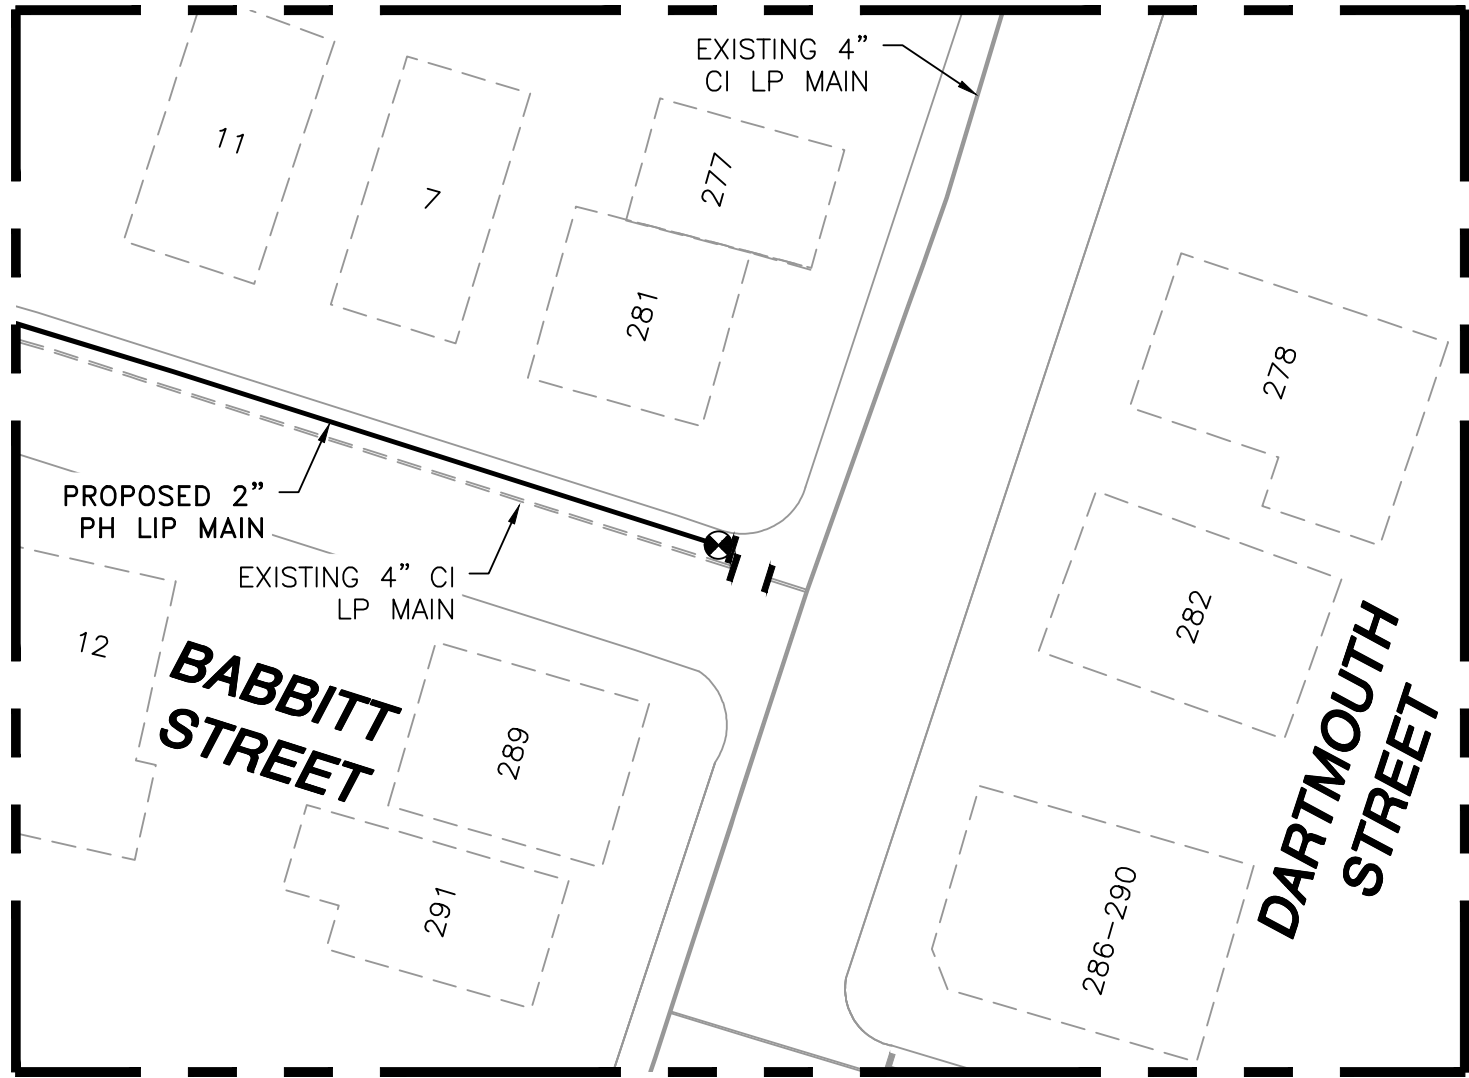 EXISTING 4"
CI LP MAIN
11
7
277
281
278
PROPOSED 2"
PH LIP MAIN
EXISTING 4" CI
LP MAIN
282
12
BABBITT
STREET
289
DARTMOUTH
STREET
291
286-290